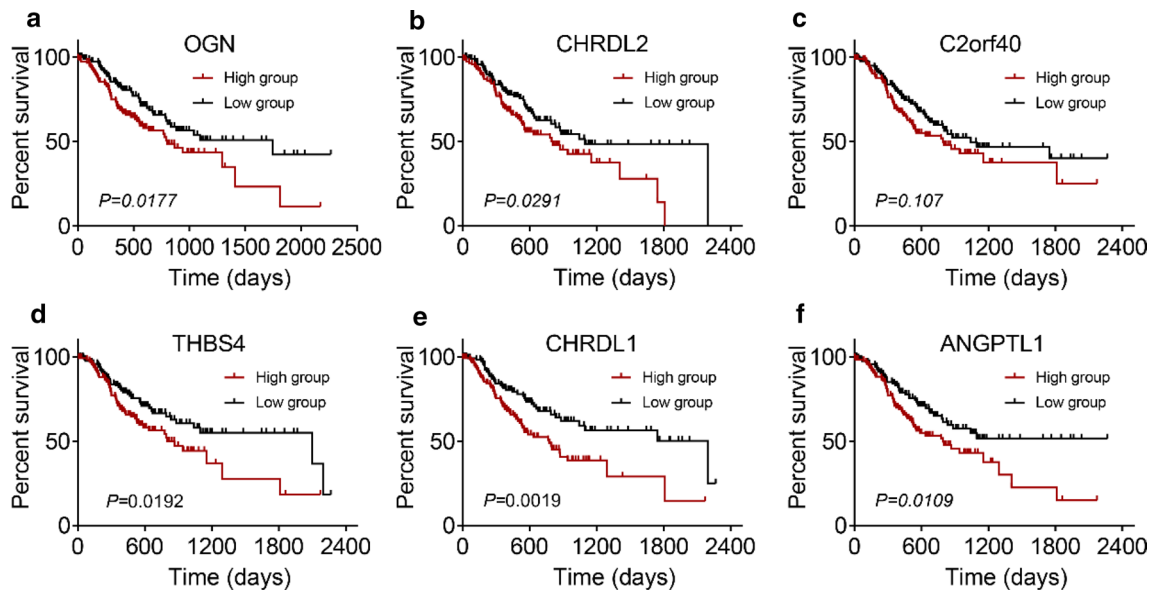 a
OGN
Percent survival
100
50
0
High group
Low group
P=0.0177
0 500 1000 1500 2000 2500
Time (days)
b
CHRDL2
Percent survival
100
50
0
High group
Low group
P=0.0291
0 600 1200 1800 2400
Time (days)
c
C2orf40
Percent survival
100
50
0
High group
Low group
P=0.107
0 600 1200 1800 2400
Time (days)
d
THBS4
Percent survival
100
50
0
High group
Low group
P=0.0192
0 600 1200 1800 2400
Time (days)
e
CHRDL1
Percent survival
100
50
0
High group
Low group
P=0.0019
0 600 1200 1800 2400
Time (days)
f
ANGPTL1
Percent survival
100
50
0
High group
Low group
P=0.0109
0 600 1200 1800 2400
Time (days)